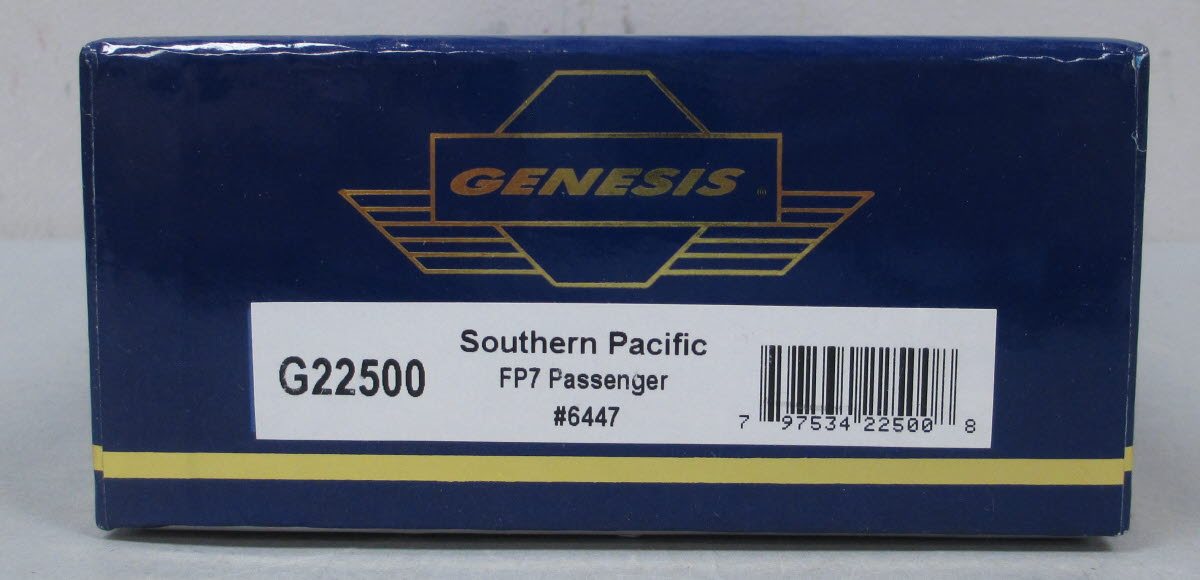 GENESIS ®
Southern Pacific
G22500
FP7 Passenger
#6447
7 97534 22500 8